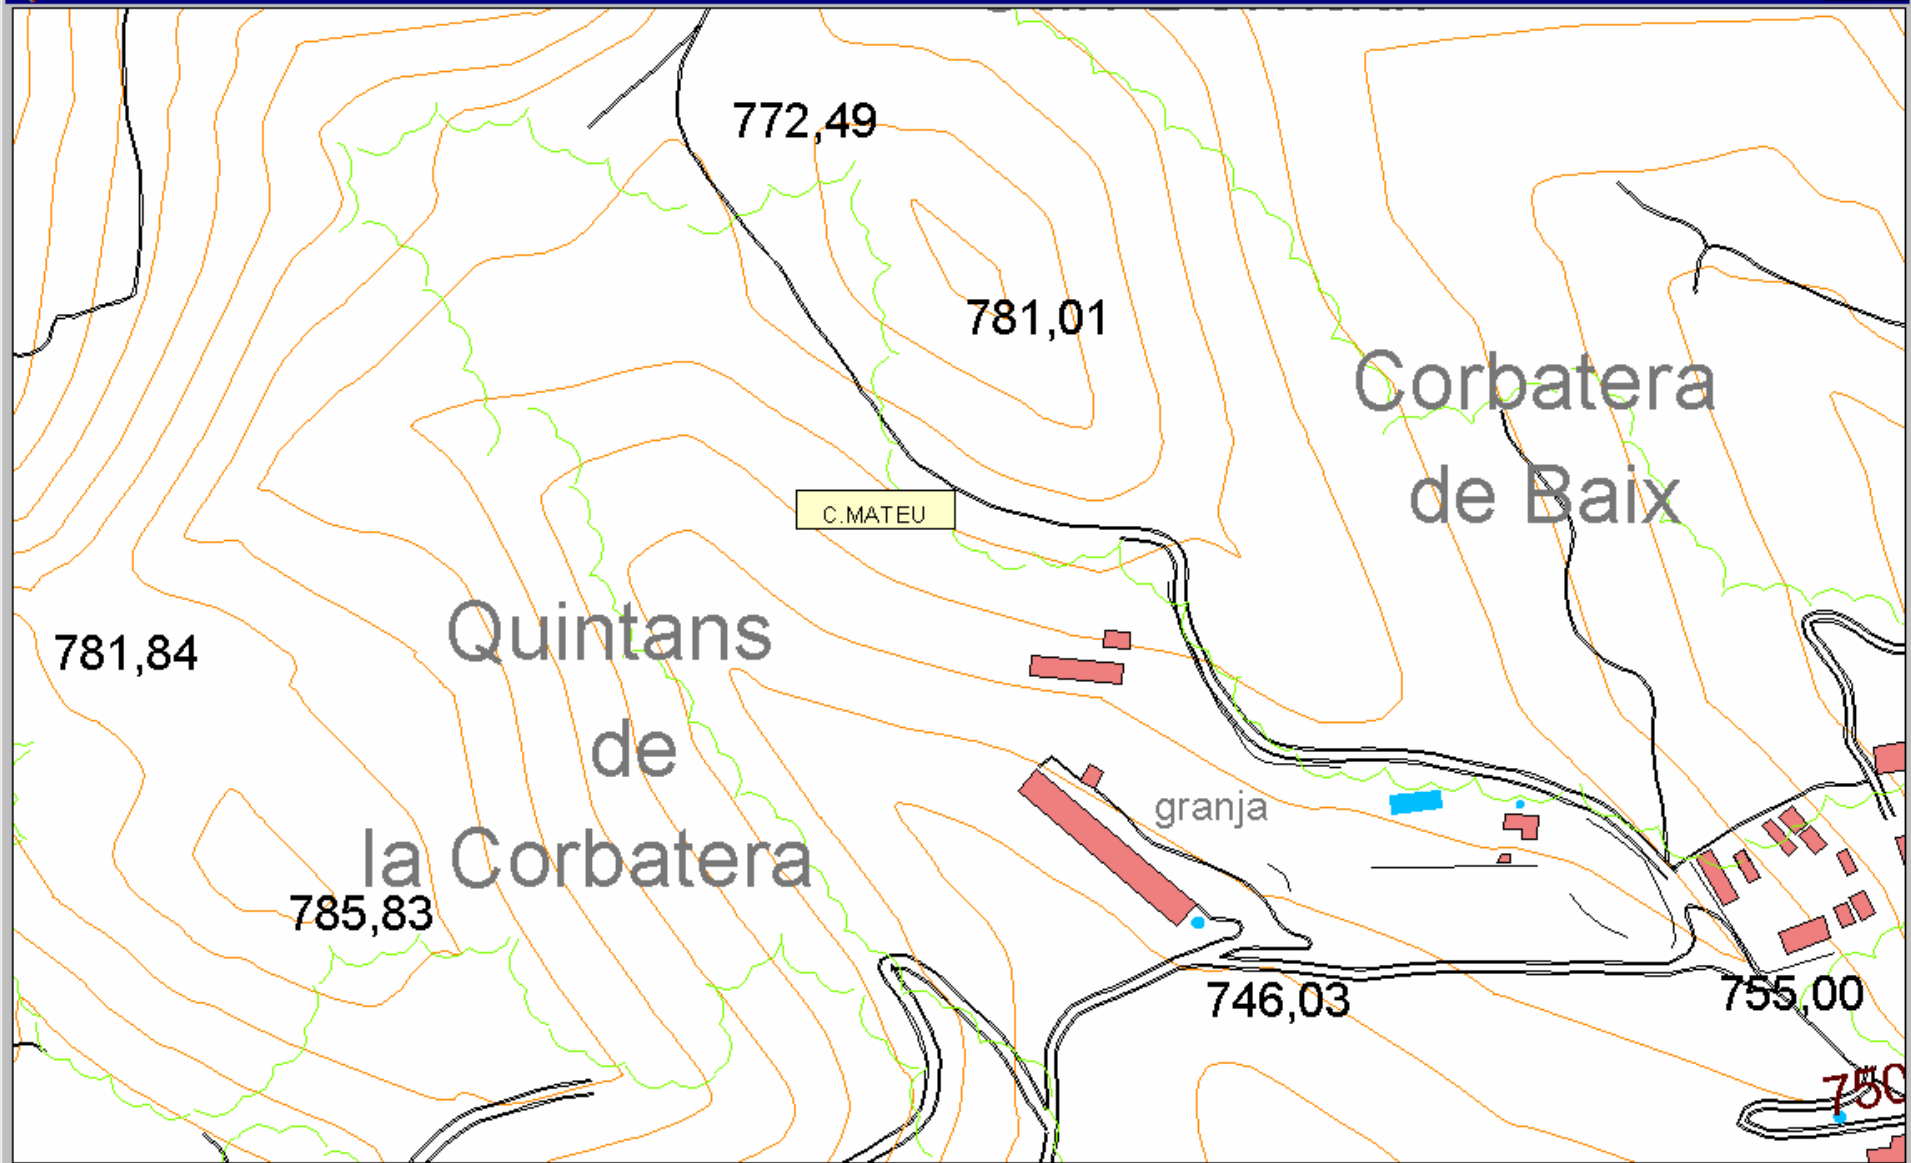 772,49
781,01
Corbatera
de Baix
C.MATEU
781,84
Quintans
de
la Corbatera
granja
785,83
746,03
755,00
750